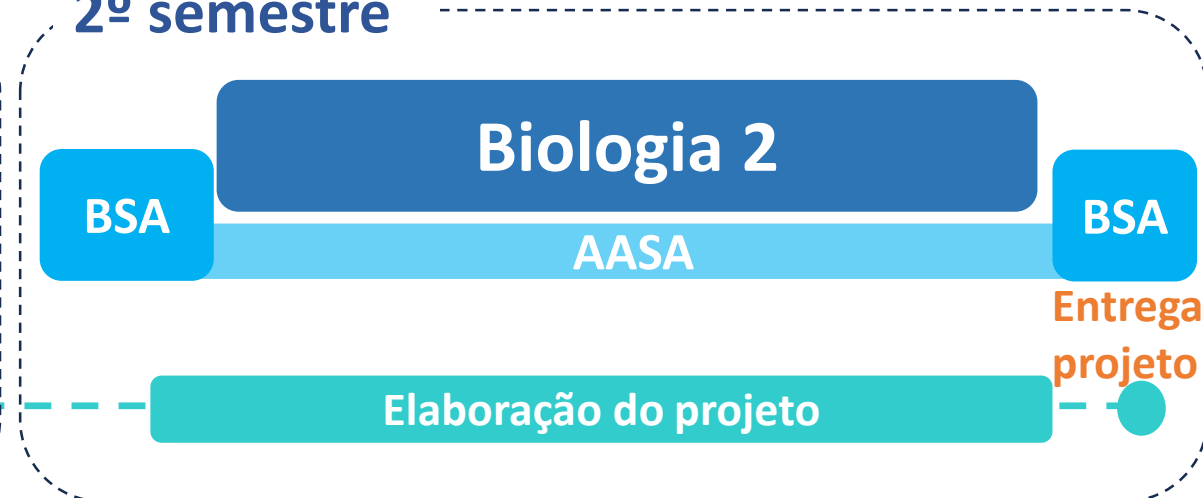 2º semestre
Biologia 2
BSA
BSA
AASA
Entrega
projeto
Elaboração do projeto